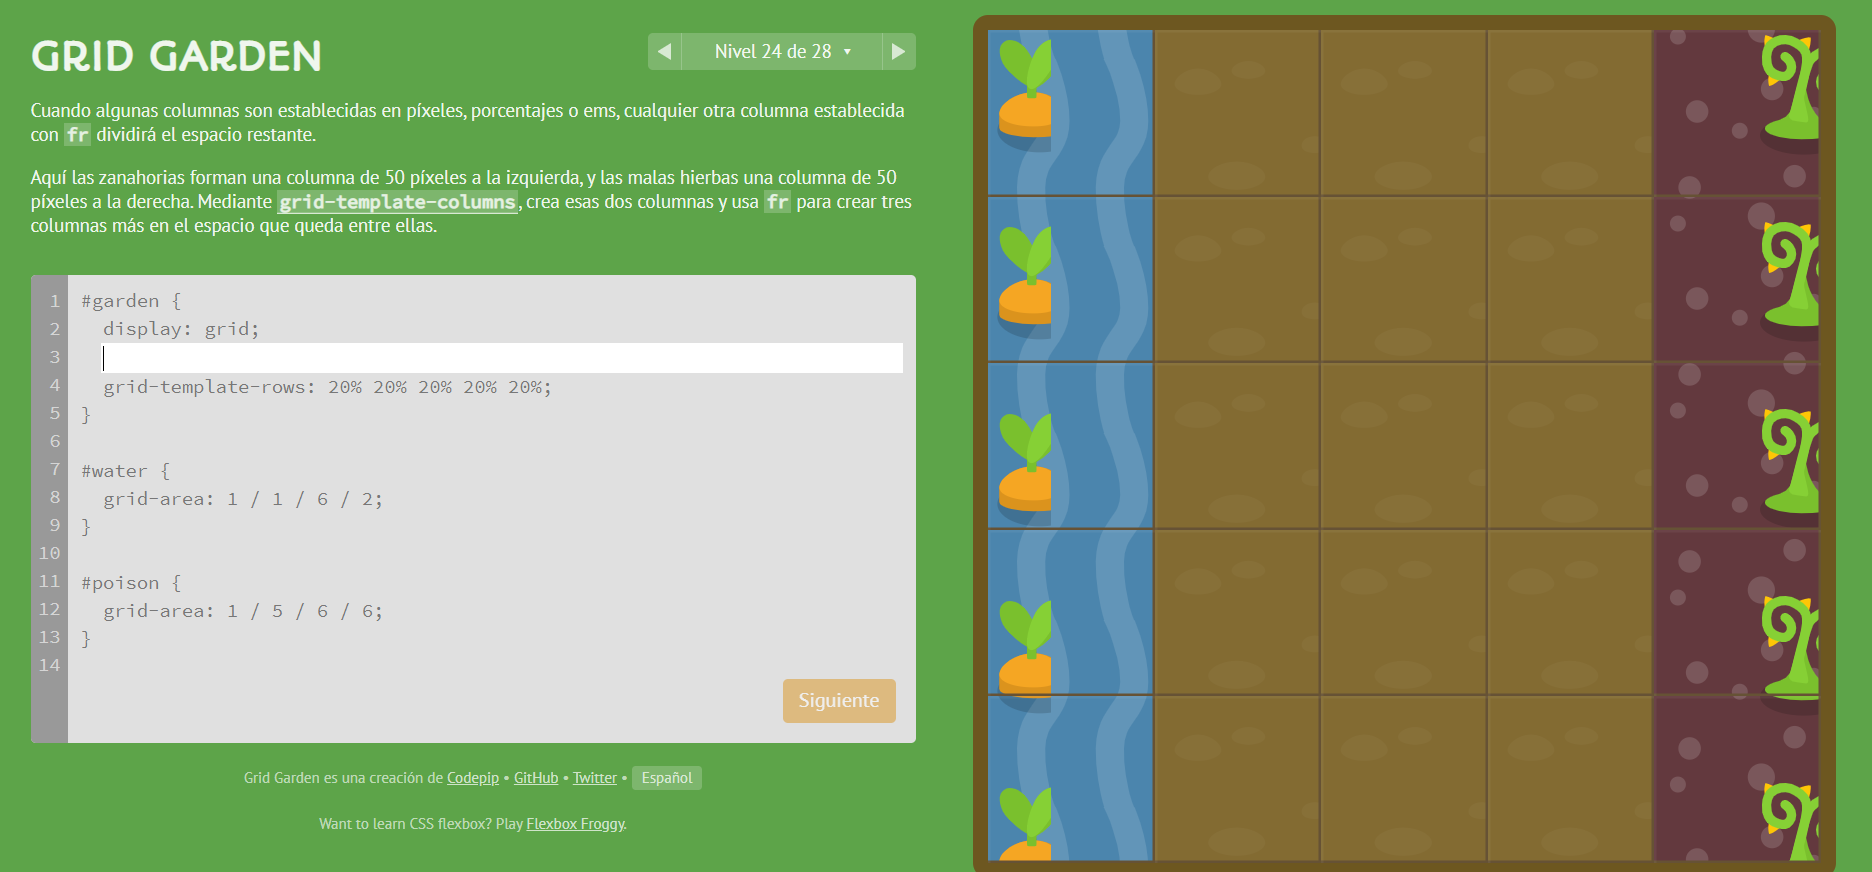 GRID GARDEN
Nivel 24 de 28
Cuando algunas columnas son establecidas en píxeles, porcentajes o ems, cualquier otra columna establecida
con fr dividirá el espacio restante.
Aquí las zanahorias forman una columna de 50 píxeles a la izquierda, y las malas hierbas una columna de 50
píxeles a la derecha. Mediante grid-template-columns, crea esas dos columnas y usa fr para crear tres
columnas más en el espacio que queda entre ellas.
1 #garden {
2 display: grid;
3
4 grid-template-rows: 20% 20% 20% 20% 20%;
5 }
6
7 #water {
8 grid-area: 1 / 1 / 6 / 2;
9 }
10
11 #poison {
12 grid-area: 1 / 5 / 6 / 6;
13 }
14
Siguiente
Grid Garden es una creación de Codepip • GitHub • Twitter • Español
Want to learn CSS flexbox? Play Flexbox Froggy.